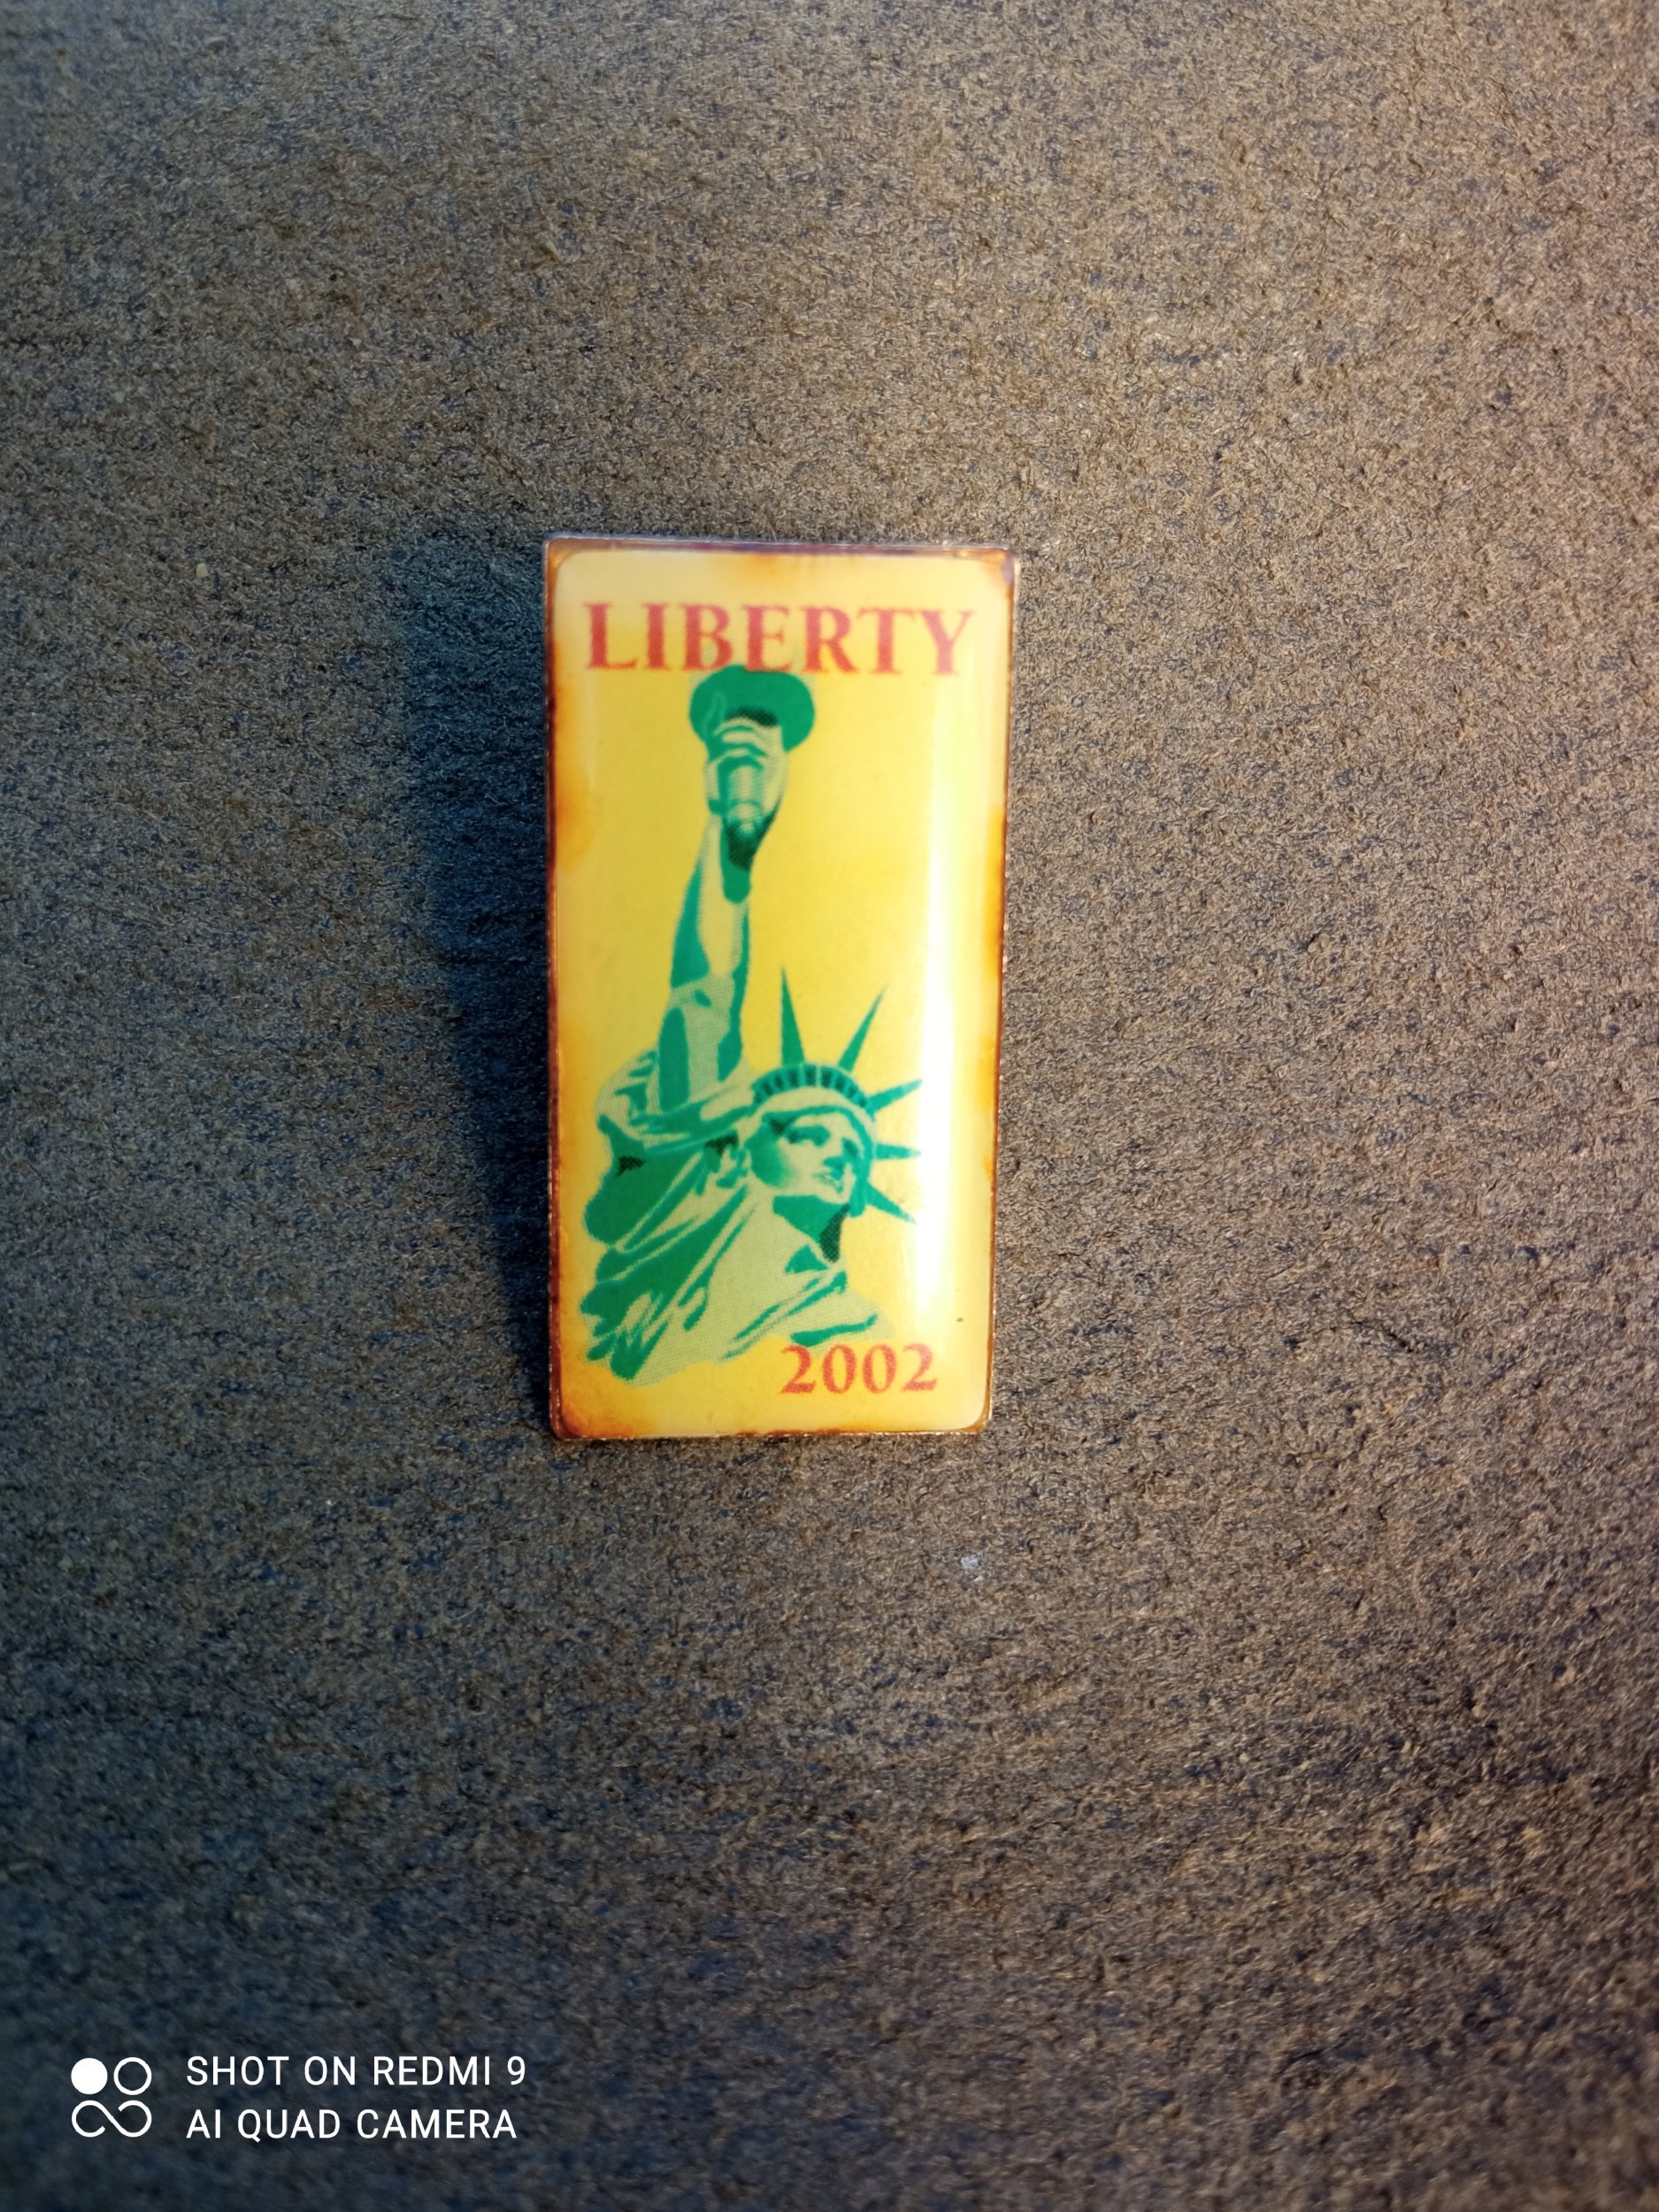 LIBERTY
2002
SHOT ON REDMI 9
AI QUAD CAMERA